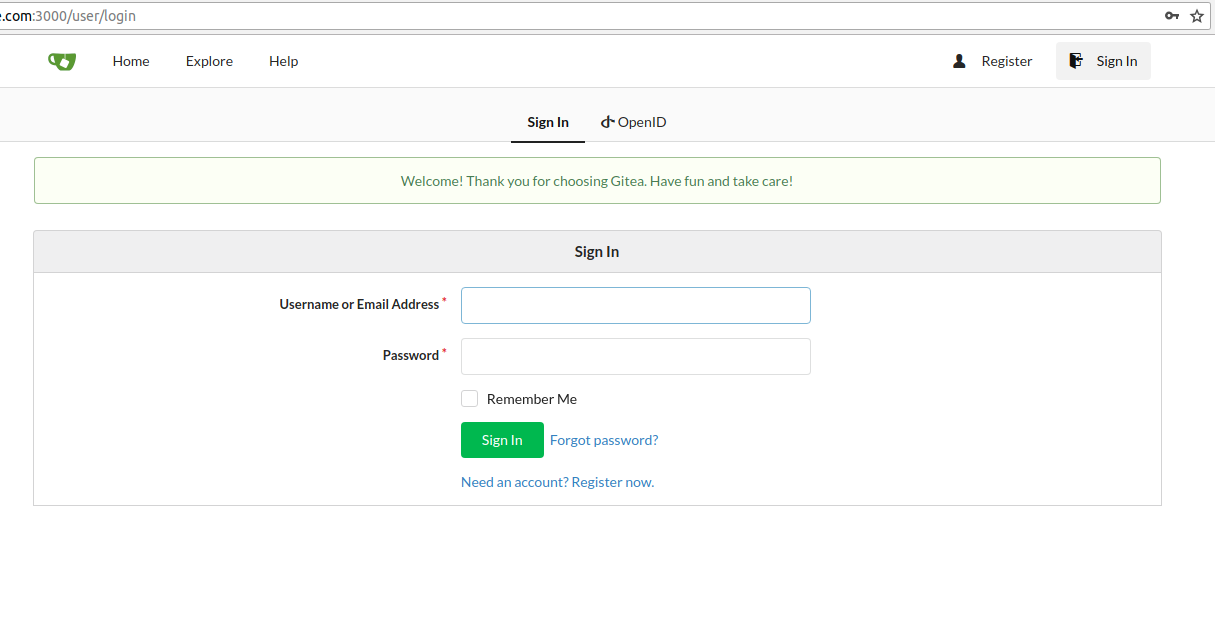 e.com:3000/user/login
Home Explore Help Register Sign In
Sign In OpenID
Welcome! Thank you for choosing Gitea. Have fun and take care!
Sign In
Username or Email Address *
Password *
Remember Me
Sign In Forgot password?
Need an account? Register now.